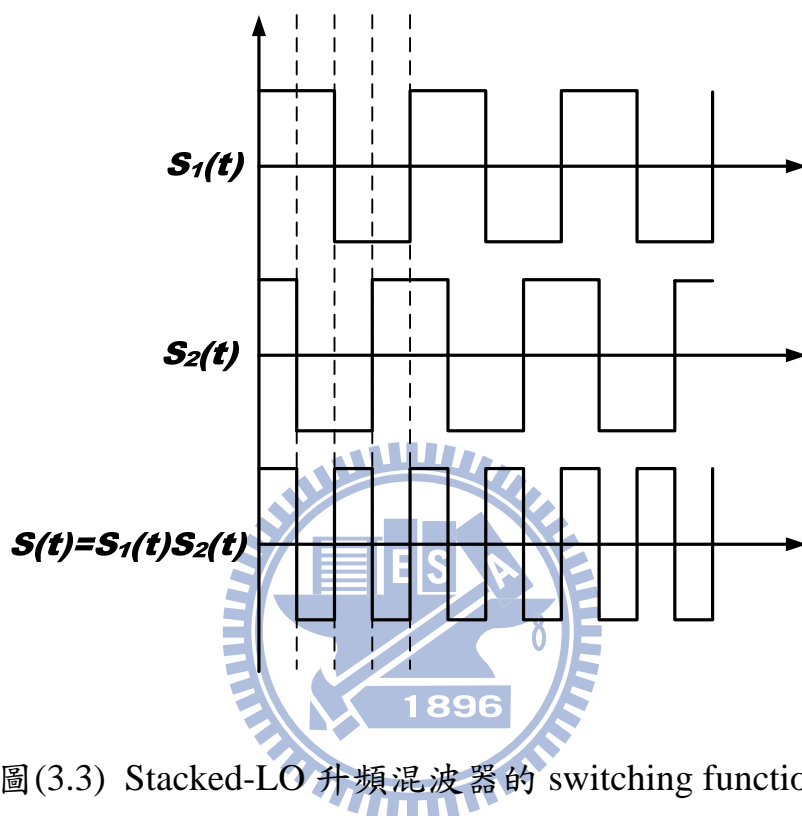 S₁(t)
S₂(t)
S(t)=S₁(t)S₂(t)
E S A
1896
圖(3.3) Stacked-LO 升頻混波器的 switching functio